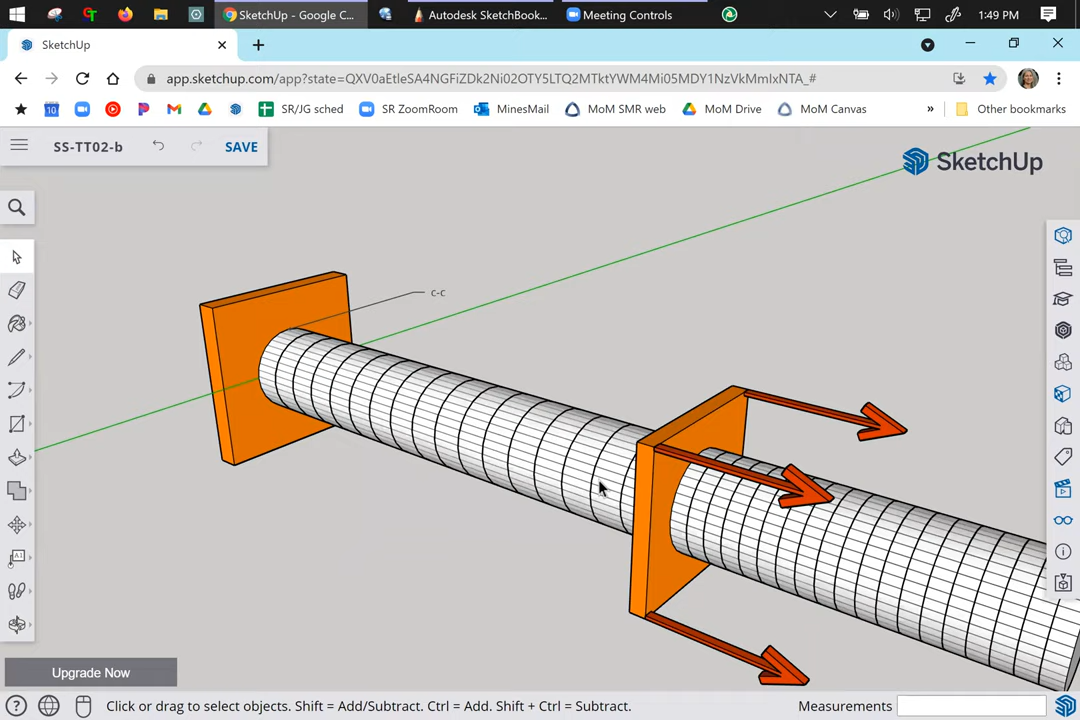 SketchUp - Google C...
Autodesk SketchBook...
Meeting Controls
1:49 PM
SketchUp
app.sketchup.com/app?state=QXV0aEtleSA4NGFiZDk2Ni02OTY5LTQ2MTktYWM4Mi05MDY1NzVkMmIxNTA_#
10
SR/JG sched
SR ZoomRoom
MinesMail
MoM SMR web
MoM Drive
MoM Canvas
»
Other bookmarks
SS-TT02-b
SAVE
SketchUp
c-c
A1
Upgrade Now
Click or drag to select objects. Shift = Add/Subtract. Ctrl = Add. Shift + Ctrl = Subtract.
Measurements